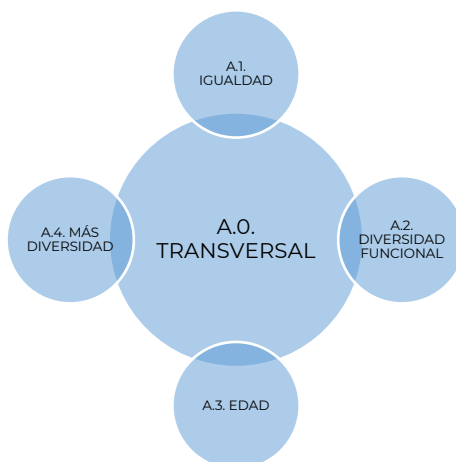 A.1.
IGUALDAD
A.4. MÁS
DIVERSIDAD
A.0.
TRANSVERSAL
A.2.
DIVERSIDAD
FUNCIONAL
A.3. EDAD